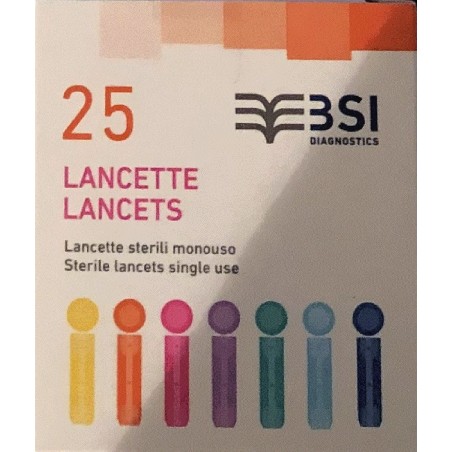 25
BSI
DIAGNOSTICS
LANCETTE
LANCETS
Lancette sterili monouso
Sterile lancets single use